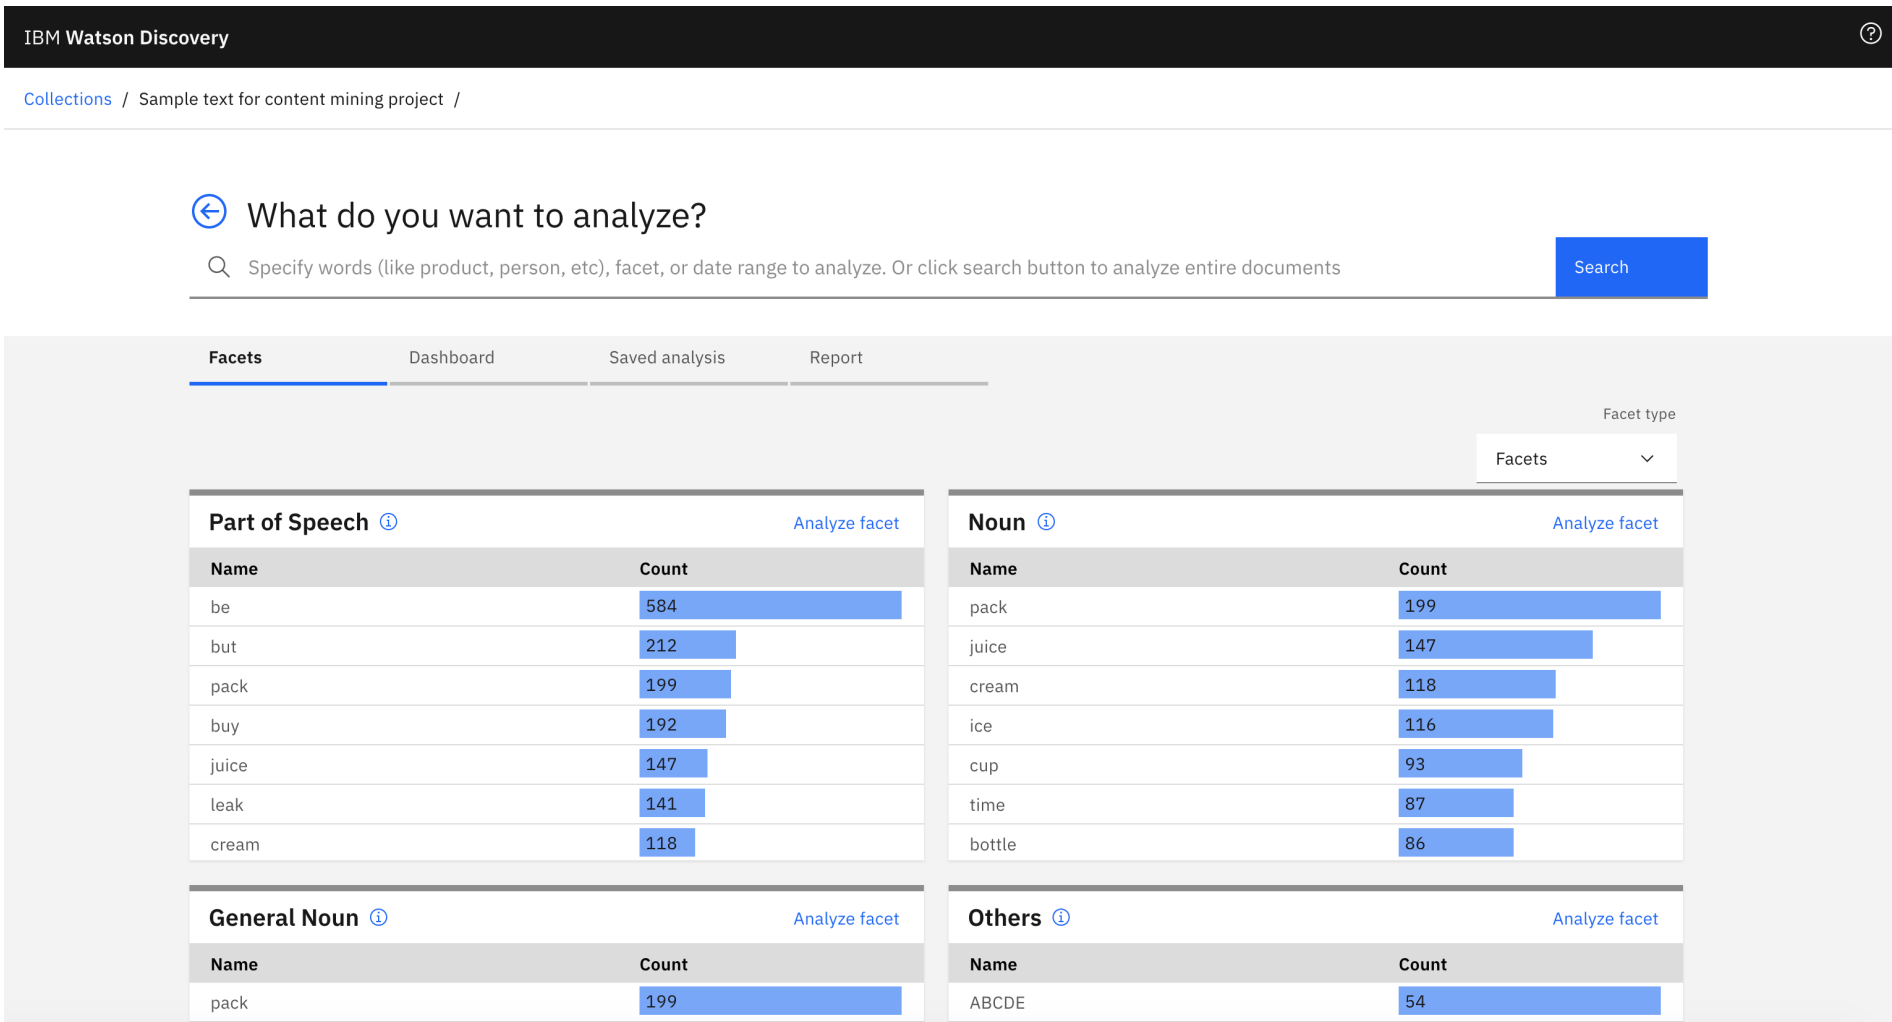 IBM Watson Discovery
Collections / Sample text for content mining project /
What do you want to analyze?
Specify words (like product, person, etc), facet, or date range to analyze. Or click search button to analyze entire documents
Search
Facets Dashboard Saved analysis Report
Facet type
Facets
Part of Speech Analyze facet
Name Count
be 584
but 212
pack 199
buy 192
juice 147
leak 141
cream 118
Noun Analyze facet
Name Count
pack 199
juice 147
cream 118
ice 116
cup 93
time 87
bottle 86
General Noun Analyze facet
Name Count
pack 199
Others Analyze facet
Name Count
ABCDE 54